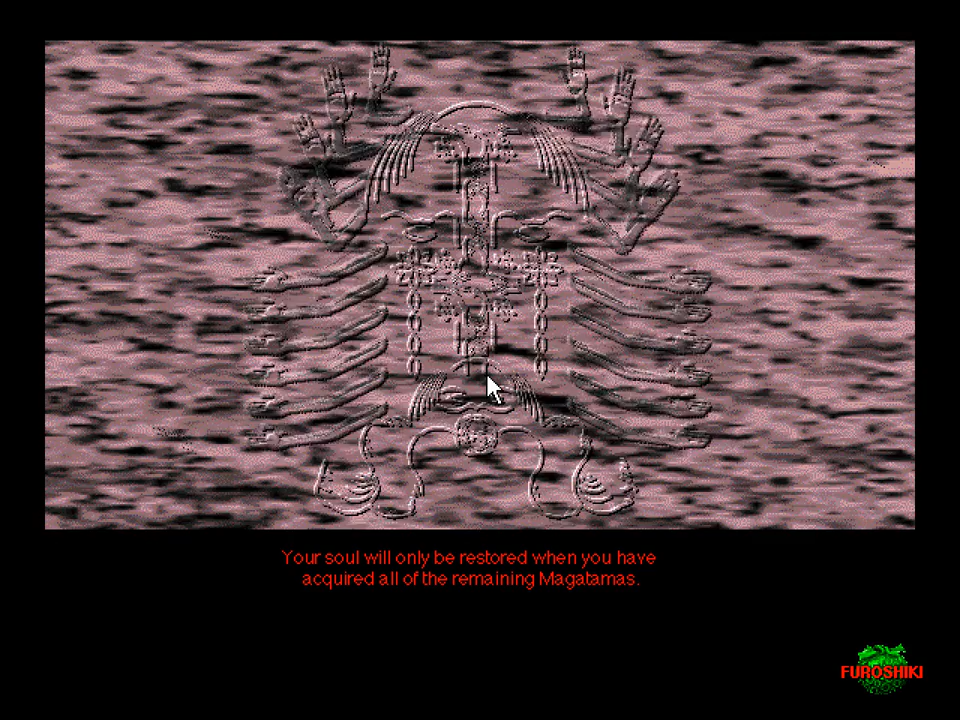 Your soul will only be restored when you have
acquired all of the remaining Magatamas.
FUROSHIKI